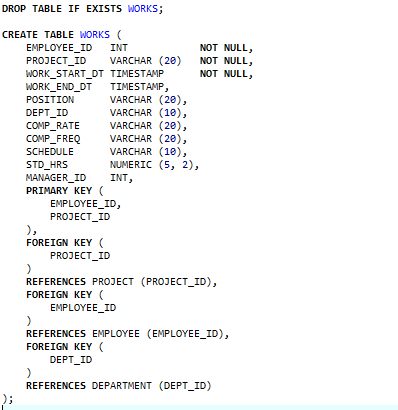 DROP TABLE IF EXISTS WORKS;

CREATE TABLE WORKS (
    EMPLOYEE_ID   INT            NOT NULL,
    PROJECT_ID    VARCHAR (20)   NOT NULL,
    WORK_START_DT TIMESTAMP      NOT NULL,
    WORK_END_DT   TIMESTAMP,
    POSITION      VARCHAR (20),
    DEPT_ID       VARCHAR (10),
    COMP_RATE     VARCHAR (20),
    COMP_FREQ     VARCHAR (20),
    SCHEDULE      VARCHAR (10),
    STD_HRS       NUMERIC (5, 2),
    MANAGER_ID    INT,
    PRIMARY KEY (
        EMPLOYEE_ID,
        PROJECT_ID
    ),
    FOREIGN KEY (
        PROJECT_ID
    )
    REFERENCES PROJECT (PROJECT_ID),
    FOREIGN KEY (
        EMPLOYEE_ID
    )
    REFERENCES EMPLOYEE (EMPLOYEE_ID),
    FOREIGN KEY (
        DEPT_ID
    )
    REFERENCES DEPARTMENT (DEPT_ID)
);